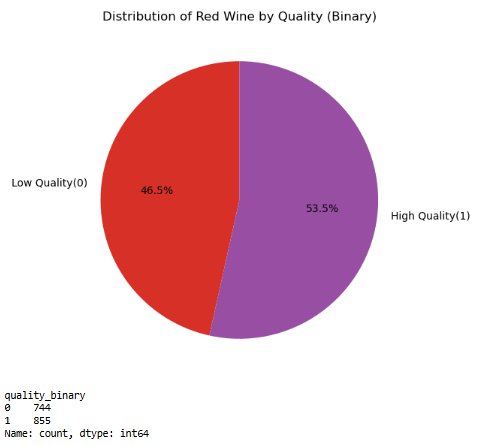 Distribution of Red Wine by Quality (Binary)
Low Quality(0)
46.5%
53.5%
High Quality(1)
quality_binary
0    744
1    855
Name: count, dtype: int64